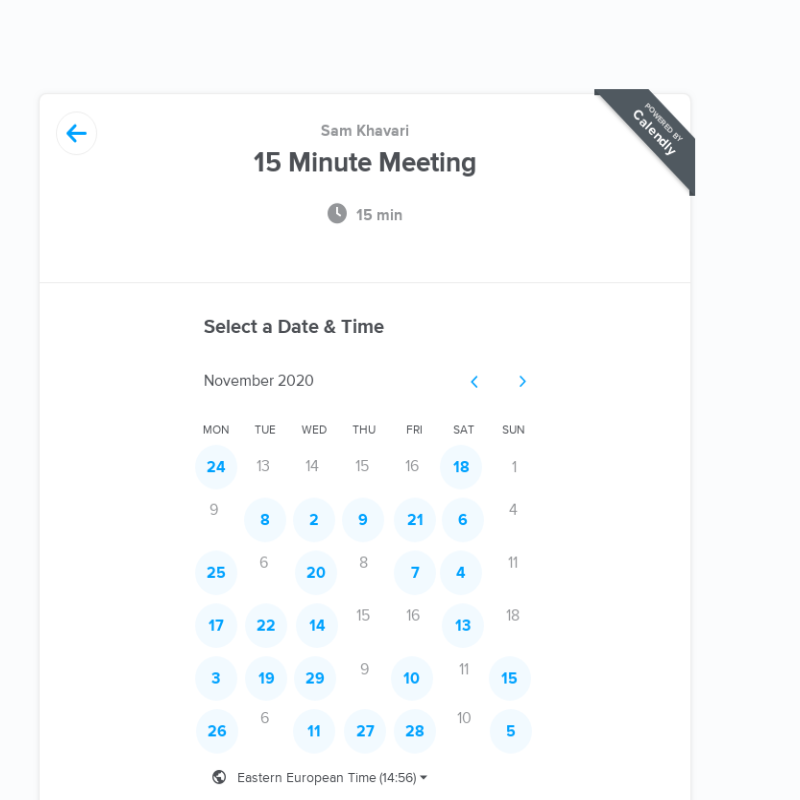 POWERED BY
Calendly
Sam Khavari
15 Minute Meeting
15 min
Select a Date & Time
November 2020
MON TUE WED THU FRI SAT SUN
24 13 14 15 16 18 1
9 8 2 9 21 6 4
25 6 20 8 7 4 11
17 22 14 15 16 13 18
3 19 29 9 10 11 15
26 6 11 27 28 10 5
Eastern European Time (14:56)